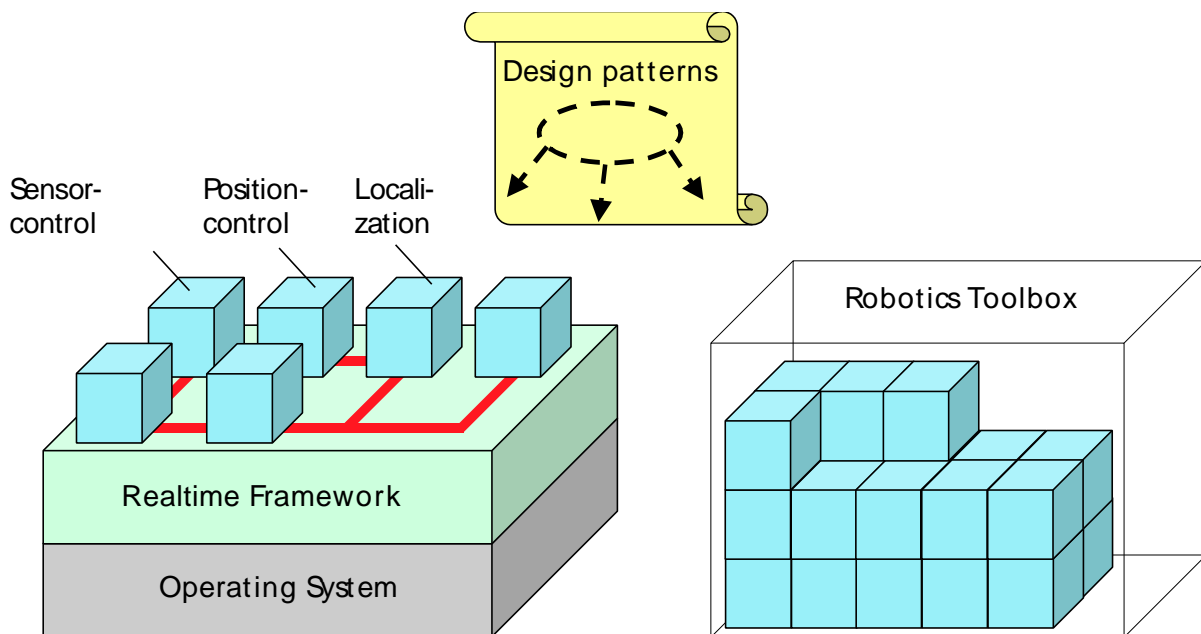 Design patterns
Sensor-
control
Position-
control
Locali-
zation
Robotics Toolbox
Realtime Framework
Operating System